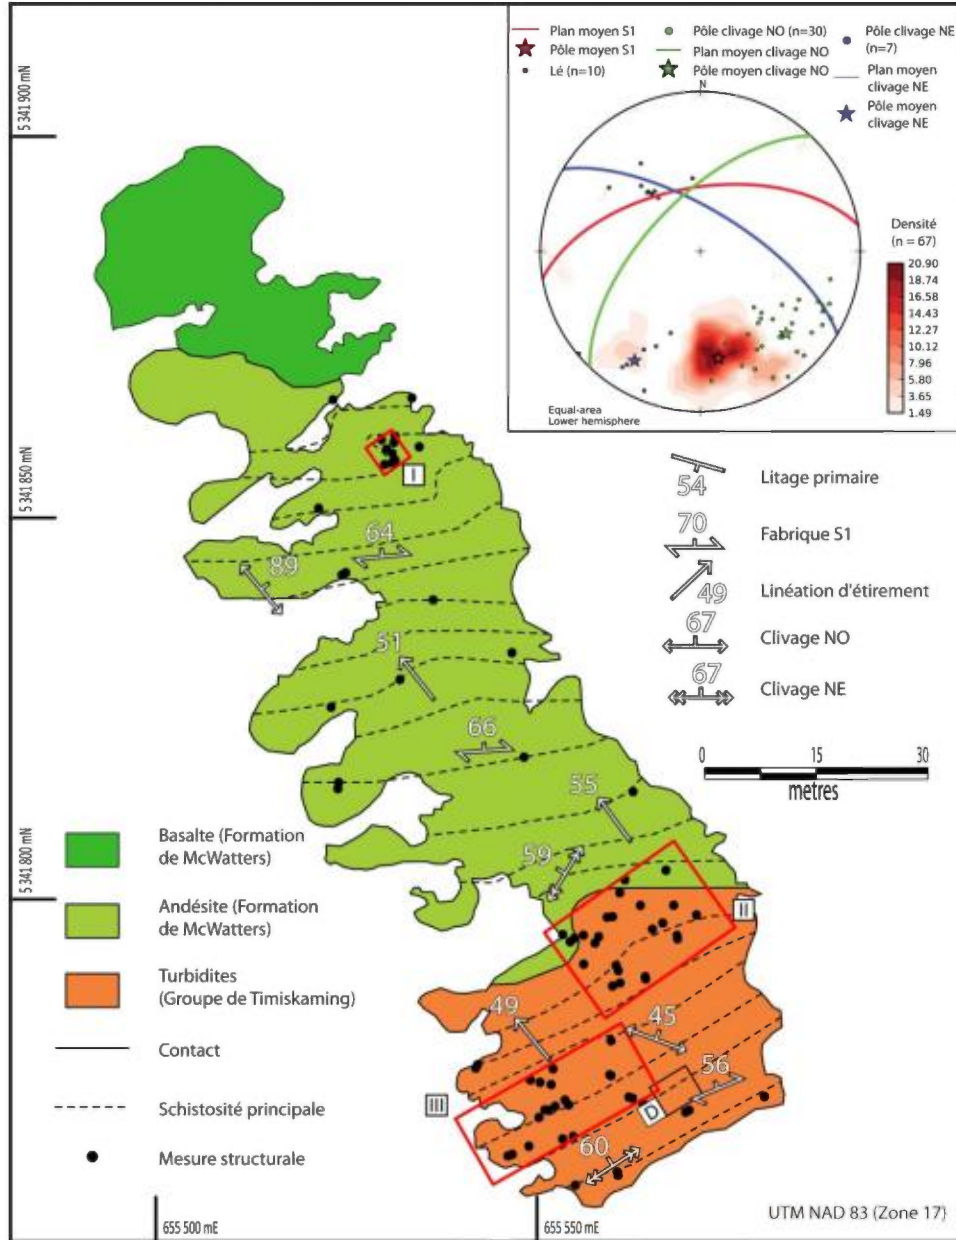 Plan moyen S1
Pôle moyen S1
Lé (n=10)
Pôle clivage NO (n=30)
Plan moyen clivage NO
Pôle moyen clivage NO
Pôle clivage NE
(n=7)
Plan moyen
clivage NE
Pôle moyen
clivage NE
N
Densité
(n = 67)
20.90
18.74
16.58
14.43
12.27
10.12
7.96
5.80
3.65
1.49
Equal-area
Lower hemisphere
5 341 900 mN
5 341 850 mN
5 341 800 mN
I
64
89
51
66
55
59
II
49
45
56
III
D
60
54
Litage primaire
70
Fabrique S1
49
Linéation d'étirement
67
Clivage NO
67
Clivage NE
0
15
30
metres
Basalte (Formation
de McWatters)
Andésite (Formation
de McWatters)
Turbidites
(Groupe de Timiskaming)
Contact
Schistosité principale
Mesure structurale
655 500 mE
655 550 mE
UTM NAD 83 (Zone 17)